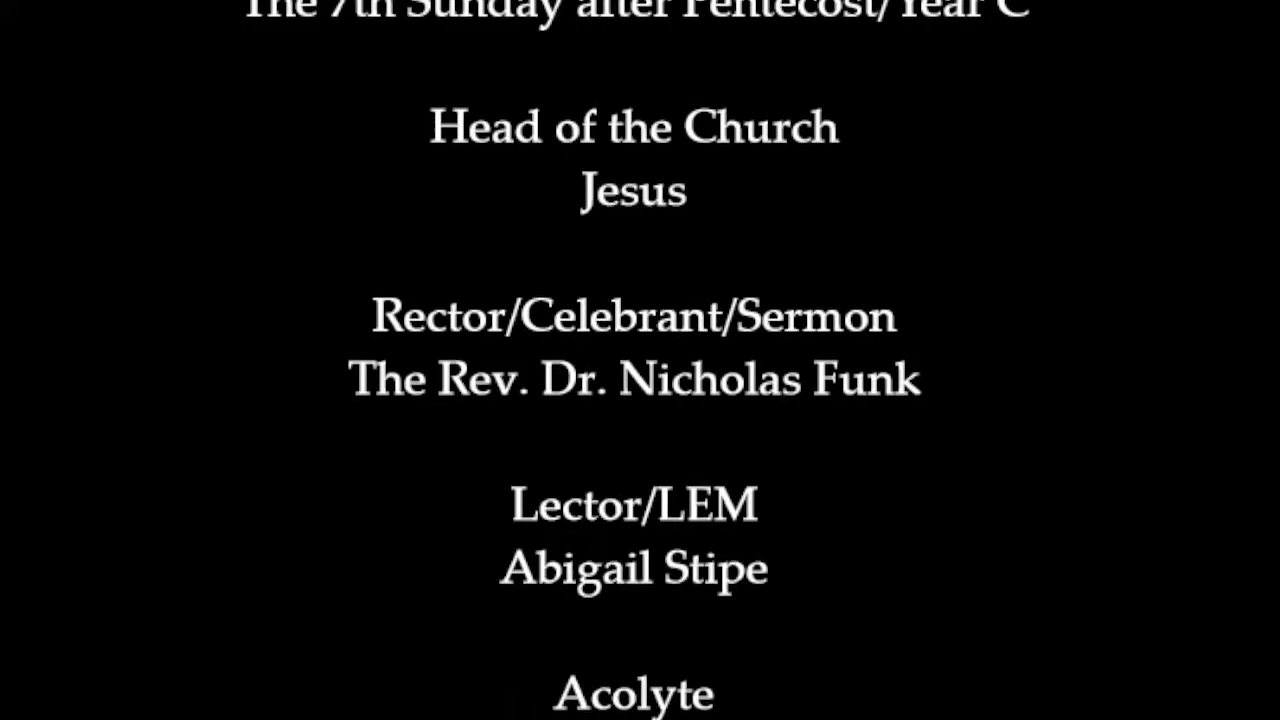 The 7th Sunday after Pentecost/Year C
Head of the Church
Jesus
Rector/Celebrant/Sermon
The Rev. Dr. Nicholas Funk
Lector/LEM
Abigail Stipe
Acolyte